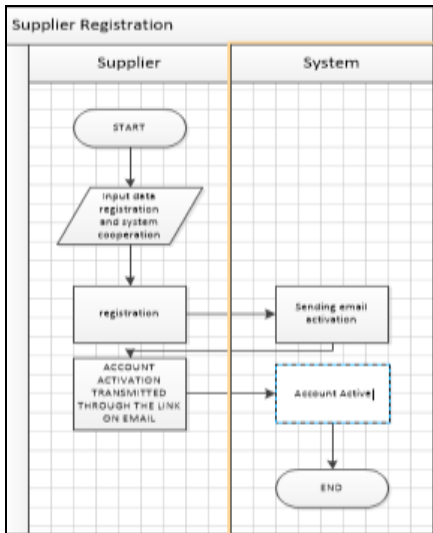 Supplier Registration
Supplier
System
START
Input data
registration
and system
cooperation
registration
Sending email
activation
ACCOUNT
ACTIVATION
TRANSMITTED
THROUGH THE LINK
ON EMAIL
Account Active
END